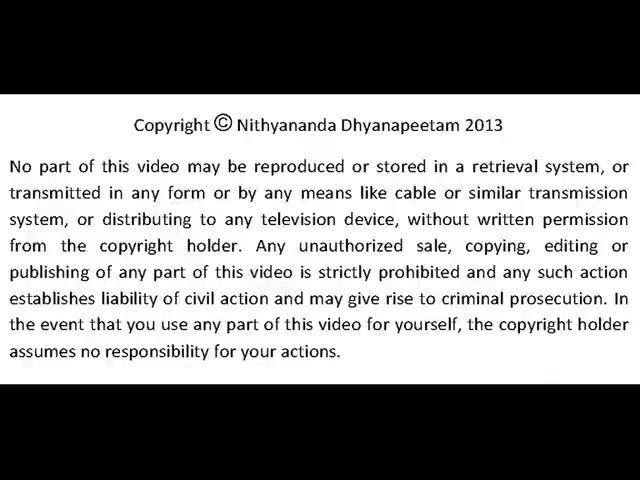 Copyright © Nithyananda Dhyanapeetam 2013
No part of this video may be reproduced or stored in a retrieval system, or
transmitted in any form or by any means like cable or similar transmission
system, or distributing to any television device, without written permission
from the copyright holder. Any unauthorized sale, copying, editing or
publishing of any part of this video is strictly prohibited and any such action
establishes liability of civil action and may give rise to criminal prosecution. In
the event that you use any part of this video for yourself, the copyright holder
assumes no responsibility for your actions.